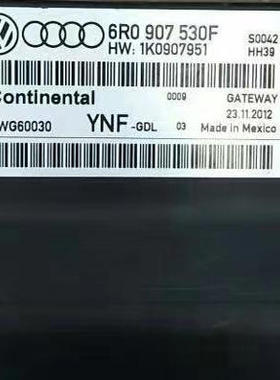 6R0 907 530F S0042
HW: 1K0907951 HH39
Continental 0009 GATEWAY
23.11.2012
WG60030 YNF -GDL 03 Made in Mexico